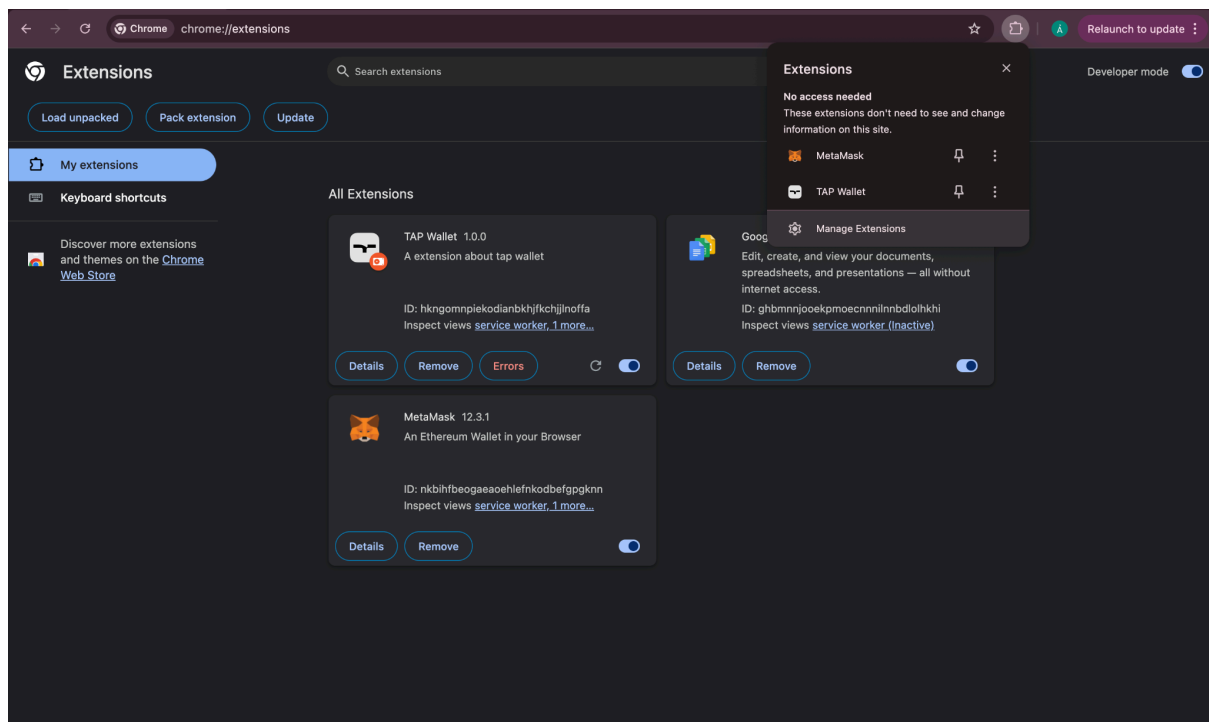 Chrome
chrome://extensions
Á
Relaunch to update
Extensions
Search extensions
Developer mode
Load unpacked
Pack extension
Update
My extensions
Keyboard shortcuts
Discover more extensions
and themes on the Chrome
Web Store
Extensions
No access needed
These extensions don't need to see and change
information on this site.
MetaMask
TAP Wallet
Manage Extensions
All Extensions
TAP Wallet 1.0.0
A extension about tap wallet
ID: hkngomnpiekodianbkhjfkchjjlnoffa
Inspect views service worker, 1 more...
Details
Remove
Errors
Goog
Edit, create, and view your documents,
spreadsheets, and presentations — all without
internet access.
ID: ghbmnnjooekpmoecnnnilnnbdlolhkhi
Inspect views service worker (Inactive)
Details
Remove
MetaMask 12.3.1
An Ethereum Wallet in your Browser
ID: nkbihfbeogaeaoehlefnkodbefgpgknn
Inspect views service worker, 1 more...
Details
Remove